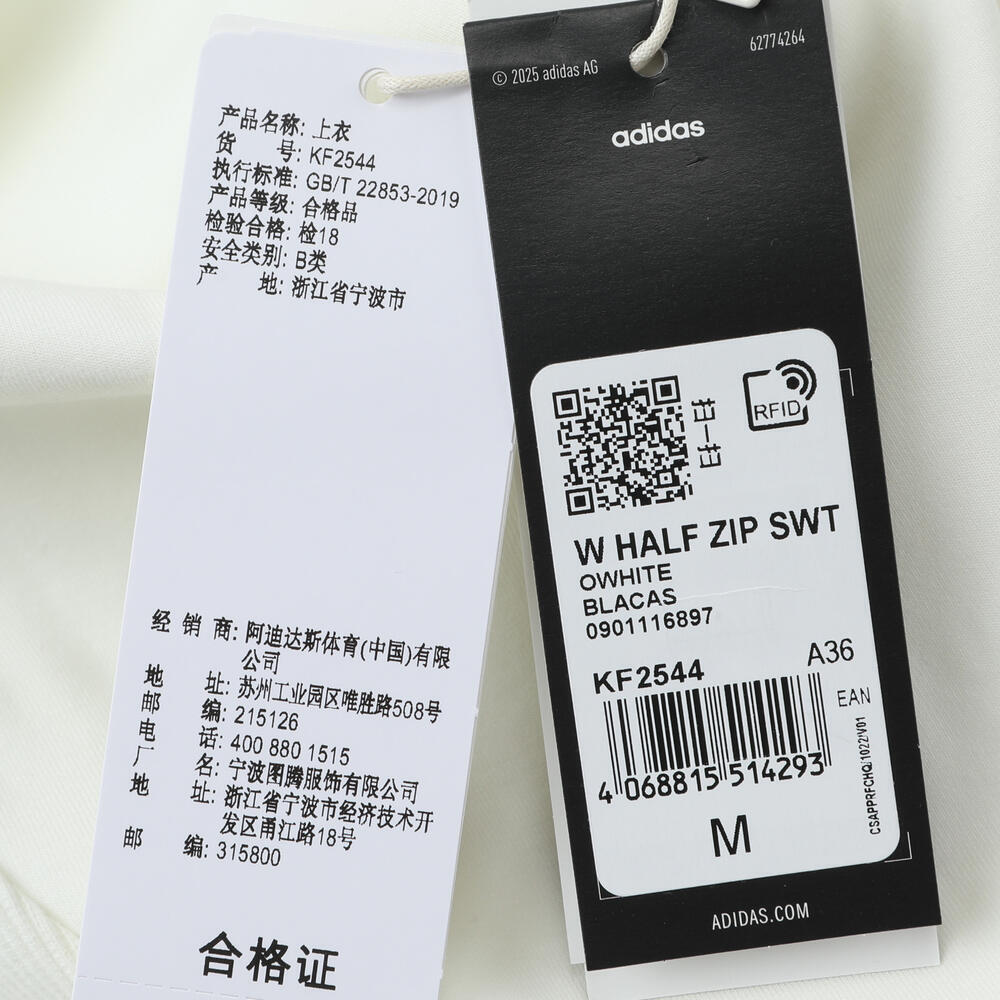 产品名称: 上衣
货 号: KF2544
执行标准: GB/T 22853-2019
产品等级: 合格品
检验合格: 检18
安全类别: B类
产 地: 浙江省宁波市
经 销 商: 阿迪达斯体育(中国)有限
公司
地 址: 苏州工业园区唯胜路508号
邮 编: 215126
电 话: 400 880 1515
厂 名: 宁波图腾服饰有限公司
地 址: 浙江省宁波市经济技术开
发区甬江路18号
邮 编: 315800
合格证
© 2025 adidas AG
62774264
adidas
扫一扫
RFID
W HALF ZIP SWT
OWHITE
BLACAS
0901116897
KF2544
A36
EAN
4 068815 514293
CSAPPRFCHQ/1022/V01
M
ADIDAS.COM